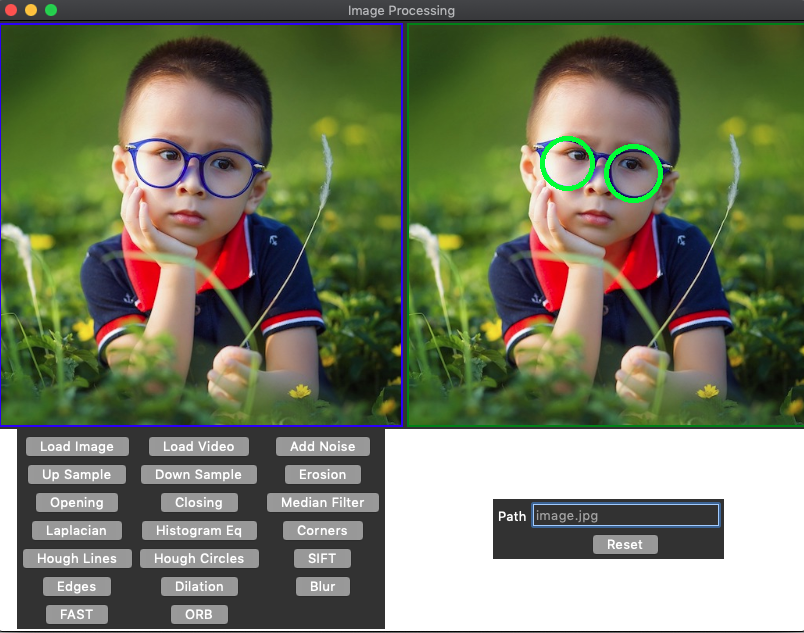 Image Processing
Load Image Load Video Add Noise
Up Sample Down Sample Erosion
Opening Closing Median Filter
Laplacian Histogram Eq Corners
Hough Lines Hough Circles SIFT
Edges Dilation Blur
FAST ORB
Path image.jpg
Reset